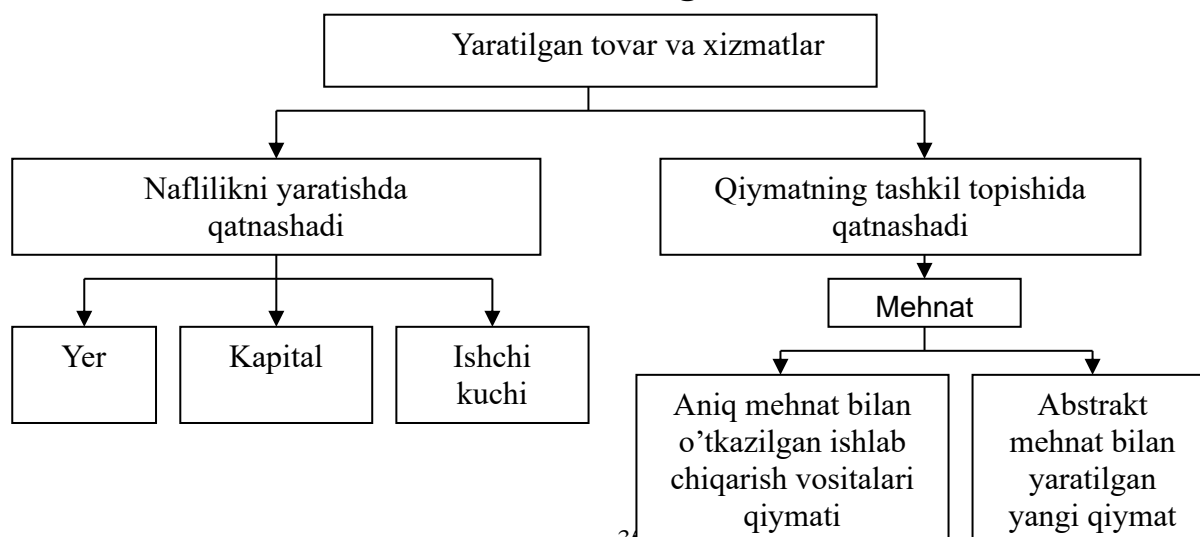 Yaratilgan tovar va xizmatlar
Naflilikni yaratishda
qatnashadi
Qiymatning tashkil topishida
qatnashadi
Mehnat
Yer
Kapital
Ishchi
kuchi
Aniq mehnat bilan
o’tkazilgan ishlab
chiqarish vositalari
qiymati
Abstrakt
mehnat bilan
yaratilgan
yangi qiymat